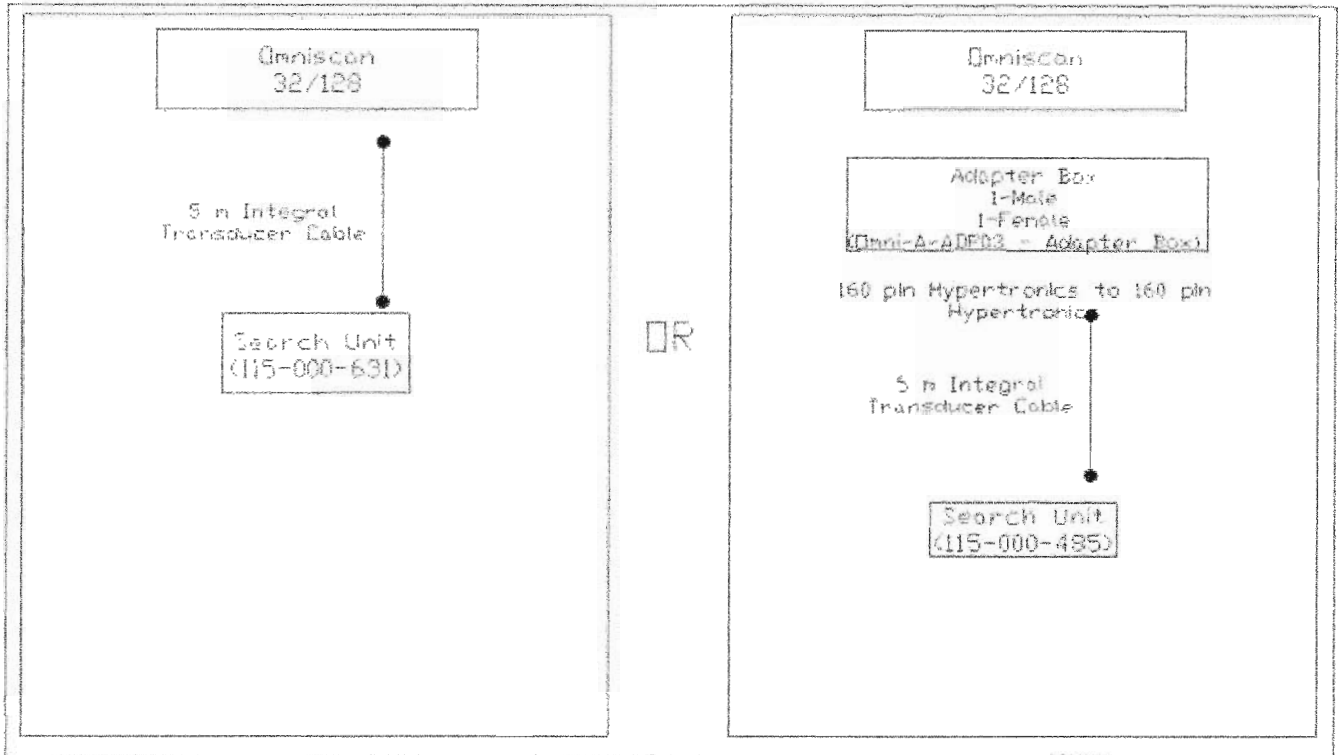 Omniscan
32/128
5 m Integral
Transducer Cable
Search Unit
(115-000-631)
OR
Omniscan
32/128
Adapter Box
1-Male
1-Female
(Omni-A-ADP03 - Adapter Box)
160 pin Hypertronics to 160 pin
Hypertronics
5 m Integral
Transducer Cable
Search Unit
(115-000-485)